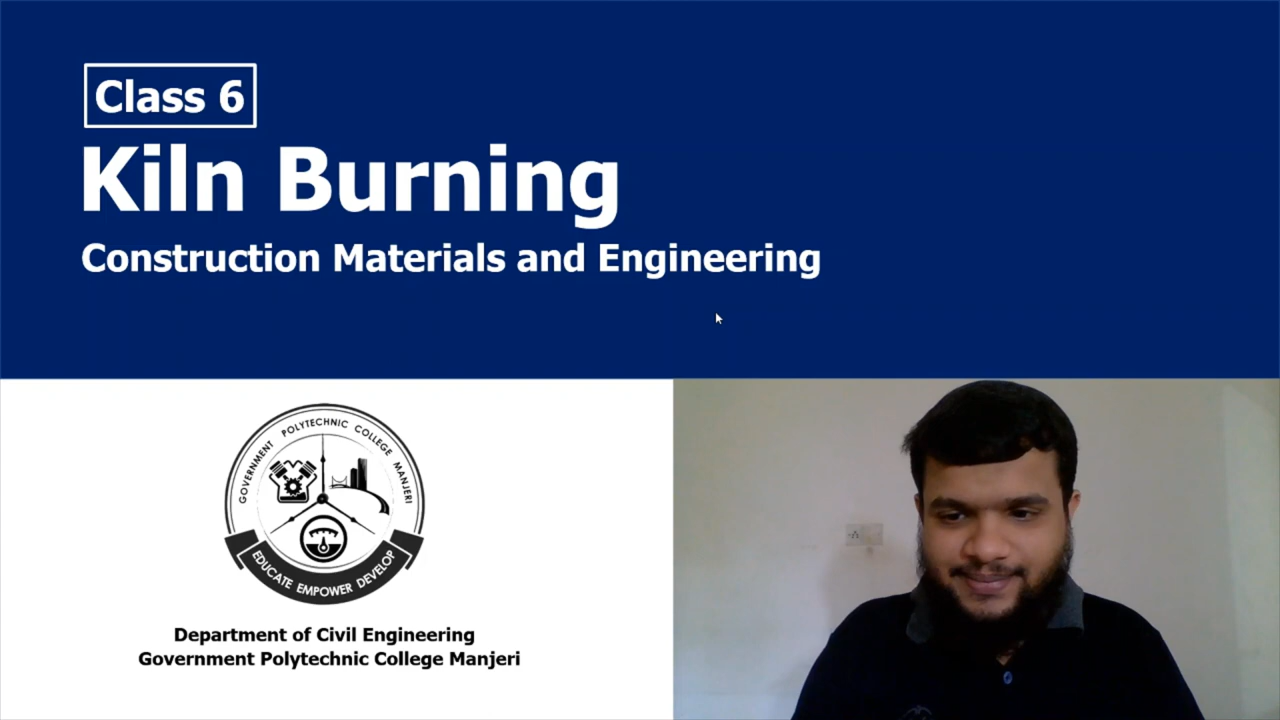 Class 6
Kiln Burning
Construction Materials and Engineering
GOVERNMENT POLYTECHNIC COLLEGE MANJERI
EDUCATE EMPOWER DEVELOP
Department of Civil Engineering
Government Polytechnic College Manjeri